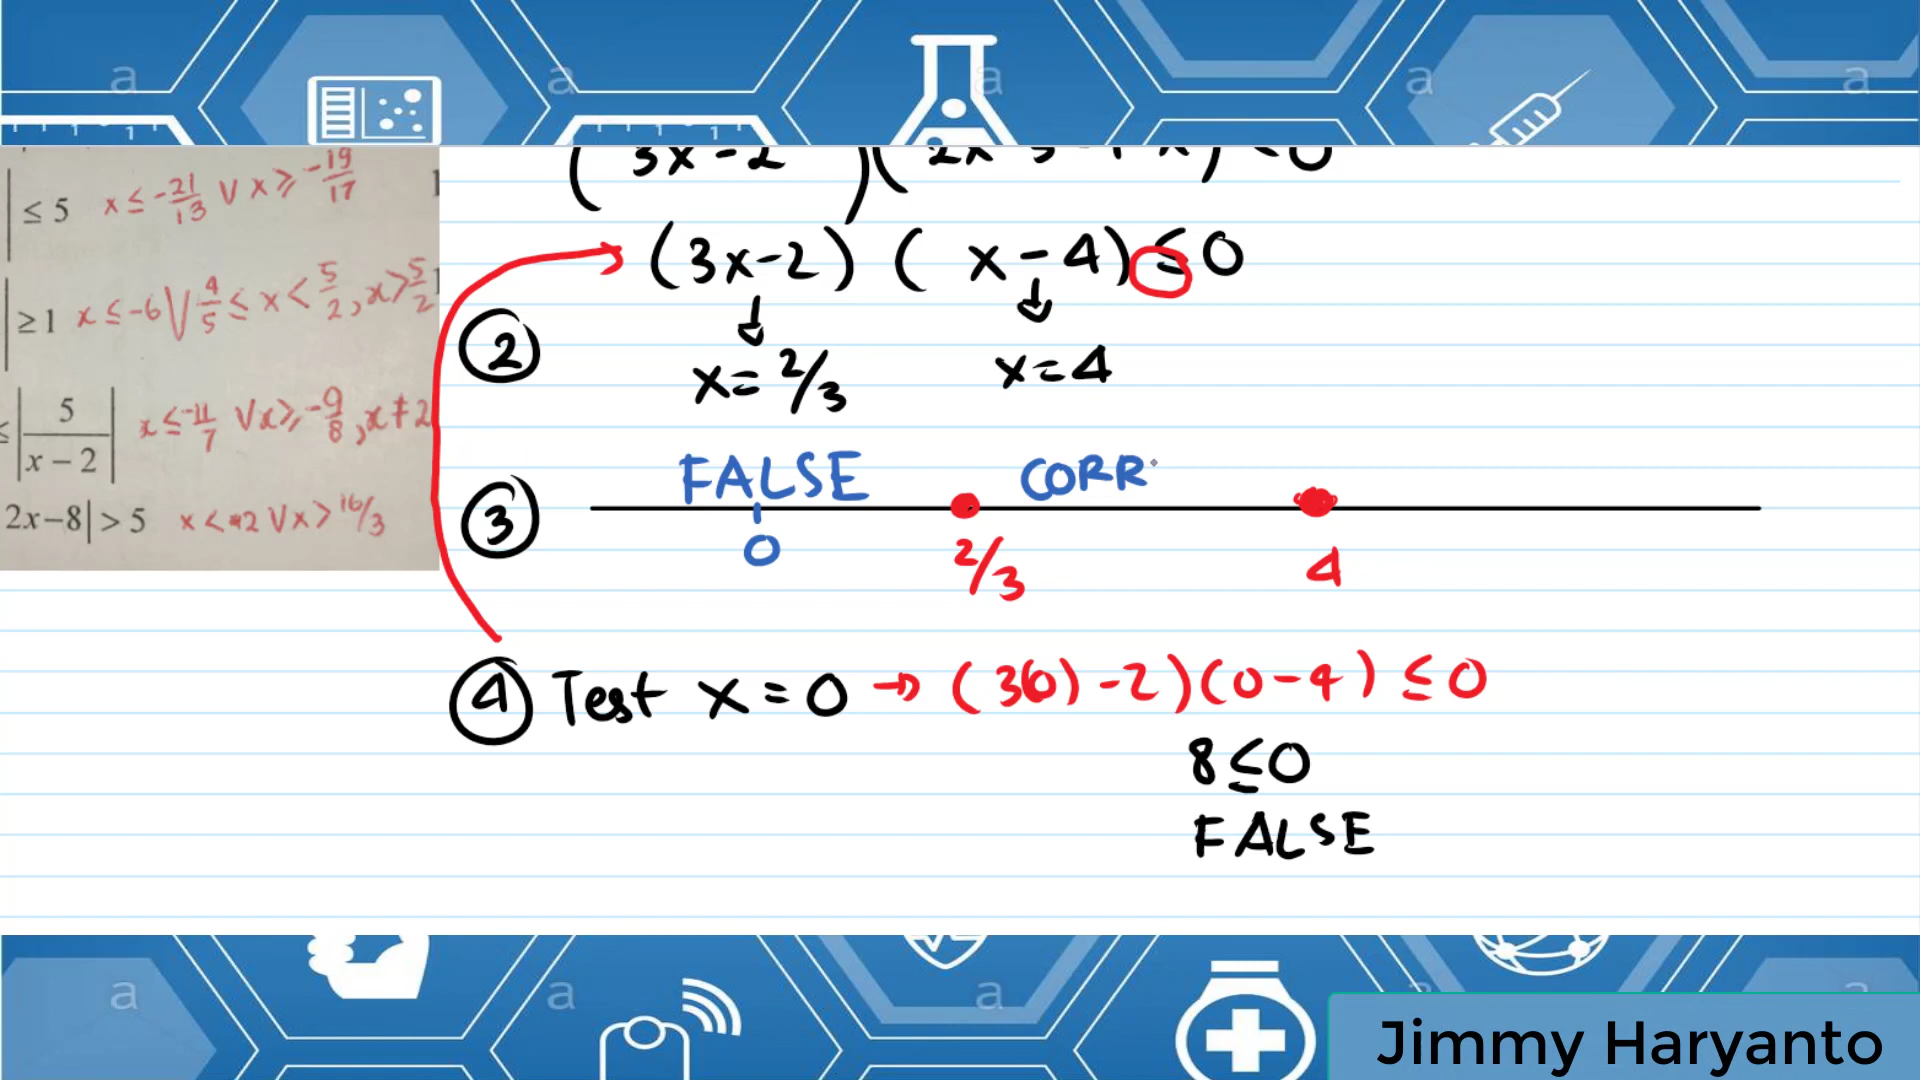 ≤ 5 x ≤ -21/13 V x ≥ -19/17
≥ 1 x ≤ -6 V 4/5 ≤ x < 5/2, x > 5/2
≤ |5/(x - 2)| x ≤ -11/7 V x ≥ -9/8, x ≠ 2
2x-8| > 5 x < -2 V x > 16/3
(3x-2)(
(3x-2) ( x-4) ≤ 0
2
x = 2/3 x = 4
FALSE CORR
3
0 2/3 4
4 Test x = 0 → (3(0) - 2)(0-4) ≤ 0
8 ≤ 0
FALSE
Jimmy Haryanto
a a a a a
a a a